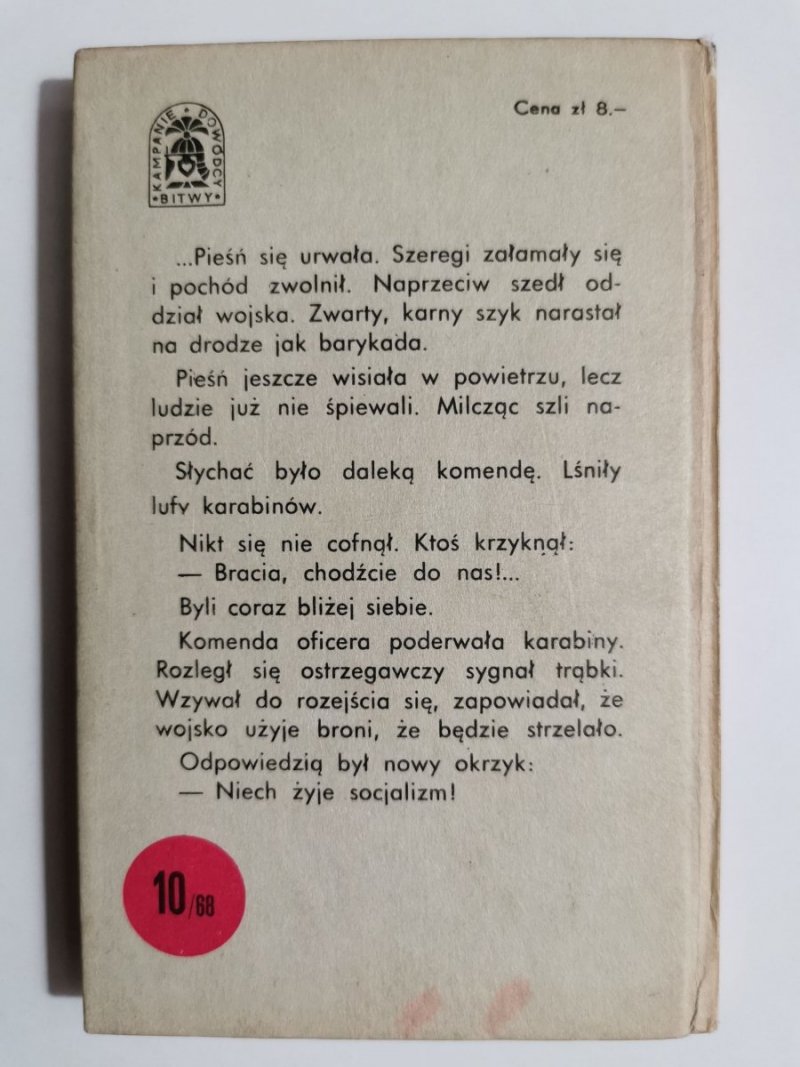 KAMPANIE • DOWÓDCY
• BITWY •
Cena zł 8.—
...Pieśń się urwała. Szeregi załamały się
i pochód zwolnił. Naprzeciw szedł od-
dział wojska. Zwarty, karny szyk narastał
na drodze jak barykada.
Pieśń jeszcze wisiała w powietrzu, lecz
ludzie już nie śpiewali. Milcząc szli na-
przód.
Słychać było daleką komendę. Lśniły
lufy karabinów.
Nikt się nie cofnął. Ktoś krzyknął:
— Bracia, chodźcie do nas!...
Byli coraz bliżej siebie.
Komenda oficera poderwała karabiny.
Rozległ się ostrzegawczy sygnał trąbki.
Wzywał do rozejścia się, zapowiadał, że
wojsko użyje broni, że będzie strzelało.
Odpowiedzią był nowy okrzyk:
— Niech żyje socjalizm!
10/68